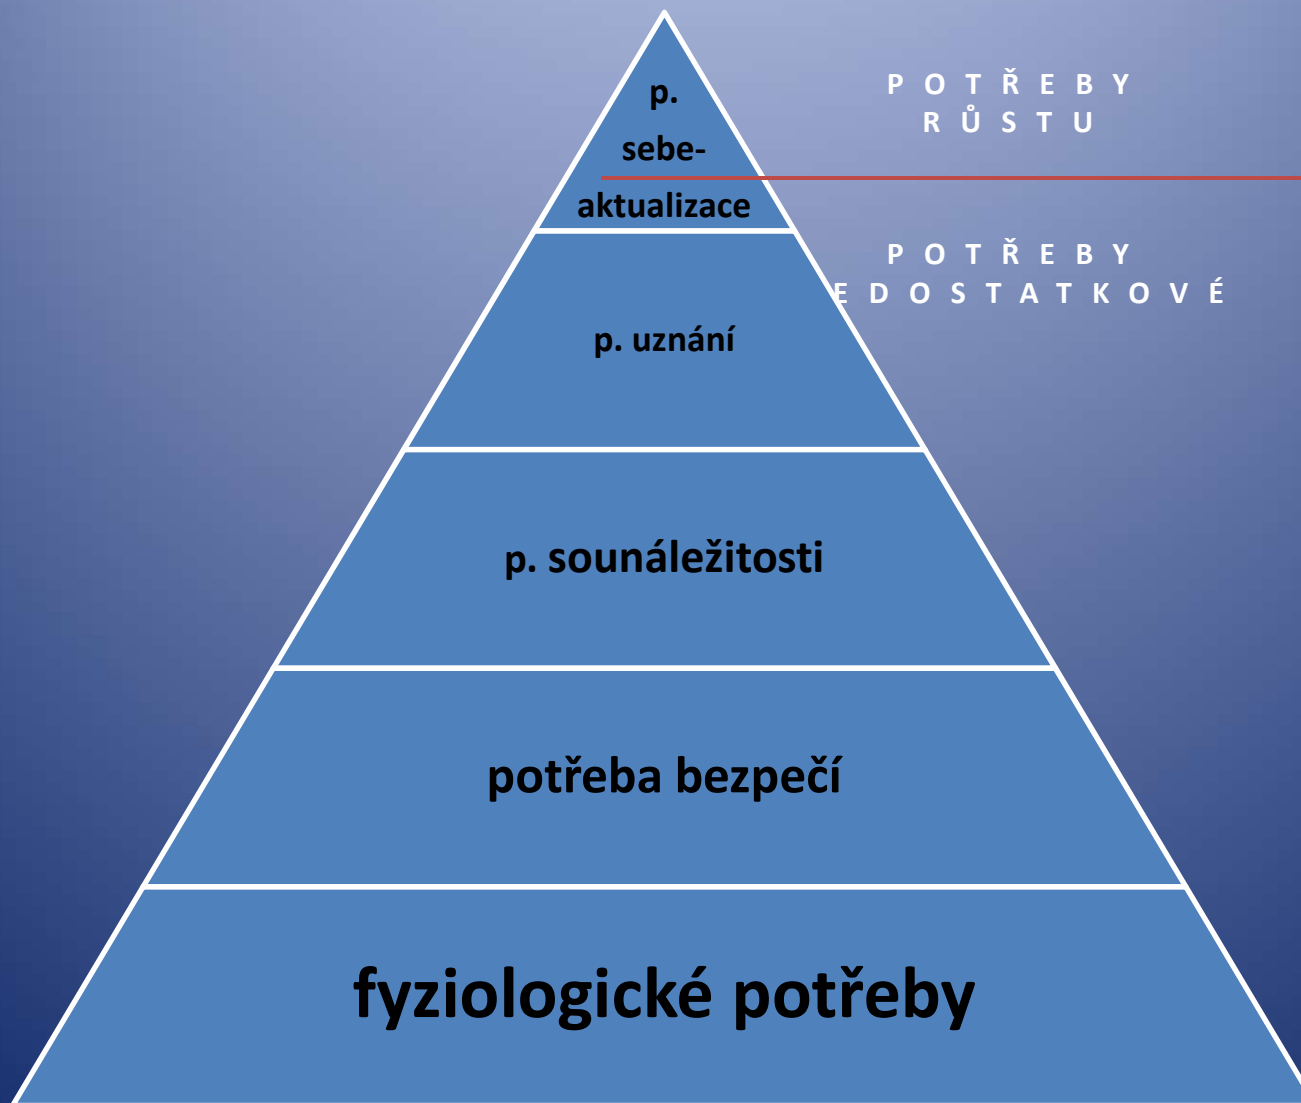 p.
sebe-
aktualizace
P O T Ř E B Y
R Ů S T U
P O T Ř E B Y
E D O S T A T K O V É
p. uznání
p. sounáležitosti
potřeba bezpečí
fyziologické potřeby